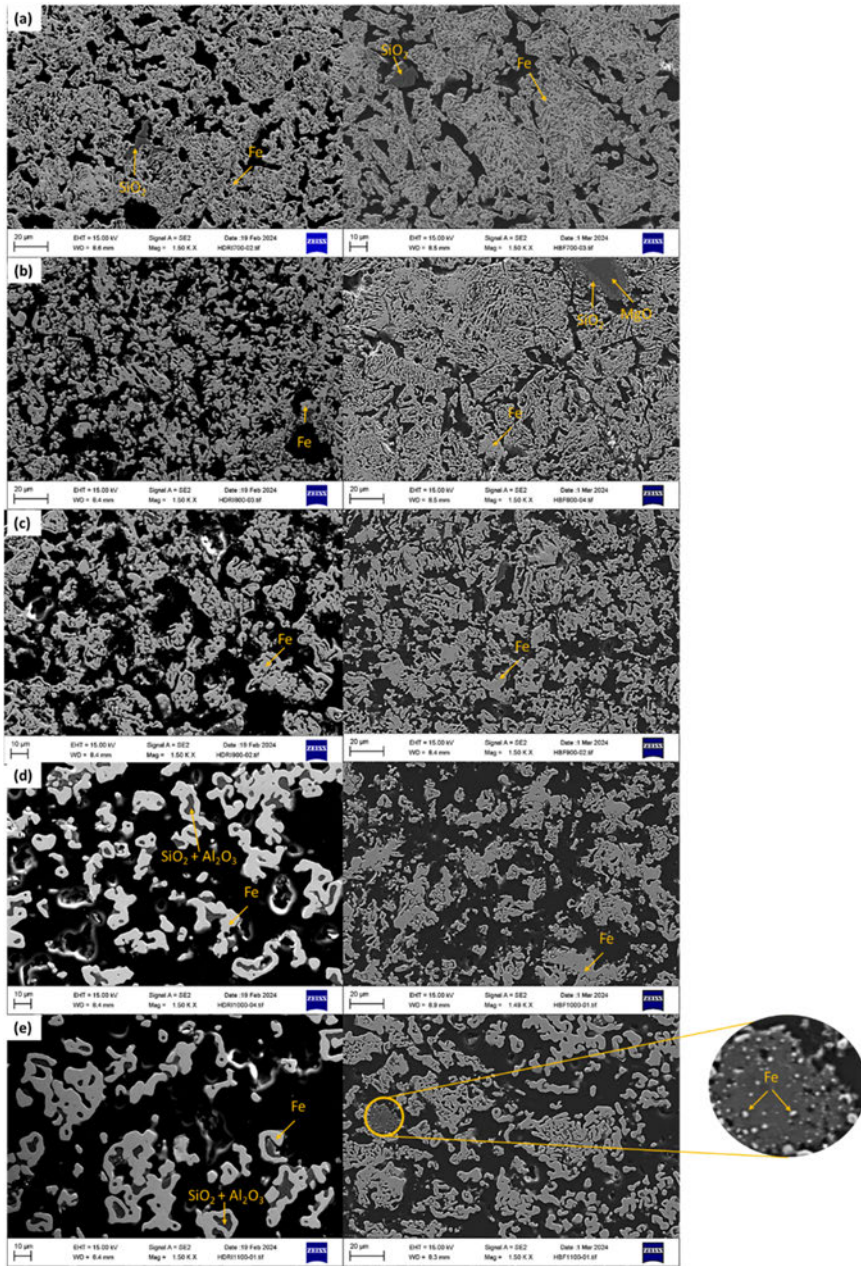 (a)
SiO₂
Fe
SiO₂
Fe
20 µm
EHT = 15.00 kV
Signal A = SE2
Date :19 Feb 2024
WD = 8.6 mm
Mag = 1.50 K X
HDRI700-02.tif
ZEISS
10 µm
EHT = 15.00 kV
Signal A = SE2
Date :1 Mar 2024
WD = 8.5 mm
Mag = 1.50 K X
HBF700-03.tif
ZEISS
(b)
Fe
SiO₂
MgO
Fe
20 µm
EHT = 15.00 kV
Signal A = SE2
Date :19 Feb 2024
WD = 8.4 mm
Mag = 1.50 K X
ZEISS
20 µm
EHT = 15.00 kV
Signal A = SE2
Date :1 Mar 2024
WD = 8.5 mm
Mag = 1.50 K X
ZEISS
(c)
Fe
Fe
10 µm
EHT = 15.00 kV
Signal A = SE2
Date :19 Feb 2024
WD = 8.4 mm
Mag = 1.50 K X
HDRI900-02.tif
ZEISS
20 µm
EHT = 15.00 kV
Signal A = SE2
Date :1 Mar 2024
WD = 8.4 mm
Mag = 1.50 K X
HBF900-02.tif
ZEISS
(d)
SiO₂ + Al₂O₃
Fe
Fe
10 µm
EHT = 15.00 kV
Signal A = SE2
Date :19 Feb 2024
WD = 8.4 mm
Mag = 1.50 K X
HDRI1000-04.tif
ZEISS
20 µm
EHT = 15.00 kV
Signal A = SE2
Date :1 Mar 2024
WD = 8.9 mm
Mag = 1.49 K X
HBF1000-01.tif
ZEISS
(e)
Fe
SiO₂ + Al₂O₃
Fe
10 µm
EHT = 15.00 kV
Signal A = SE2
Date :19 Feb 2024
WD = 8.4 mm
Mag = 1.50 K X
HDRI1100-01.tif
ZEISS
20 µm
EHT = 15.00 kV
Signal A = SE2
Date :1 Mar 2024
WD = 8.3 mm
Mag = 1.50 K X
HBF1100-01.tif
ZEISS